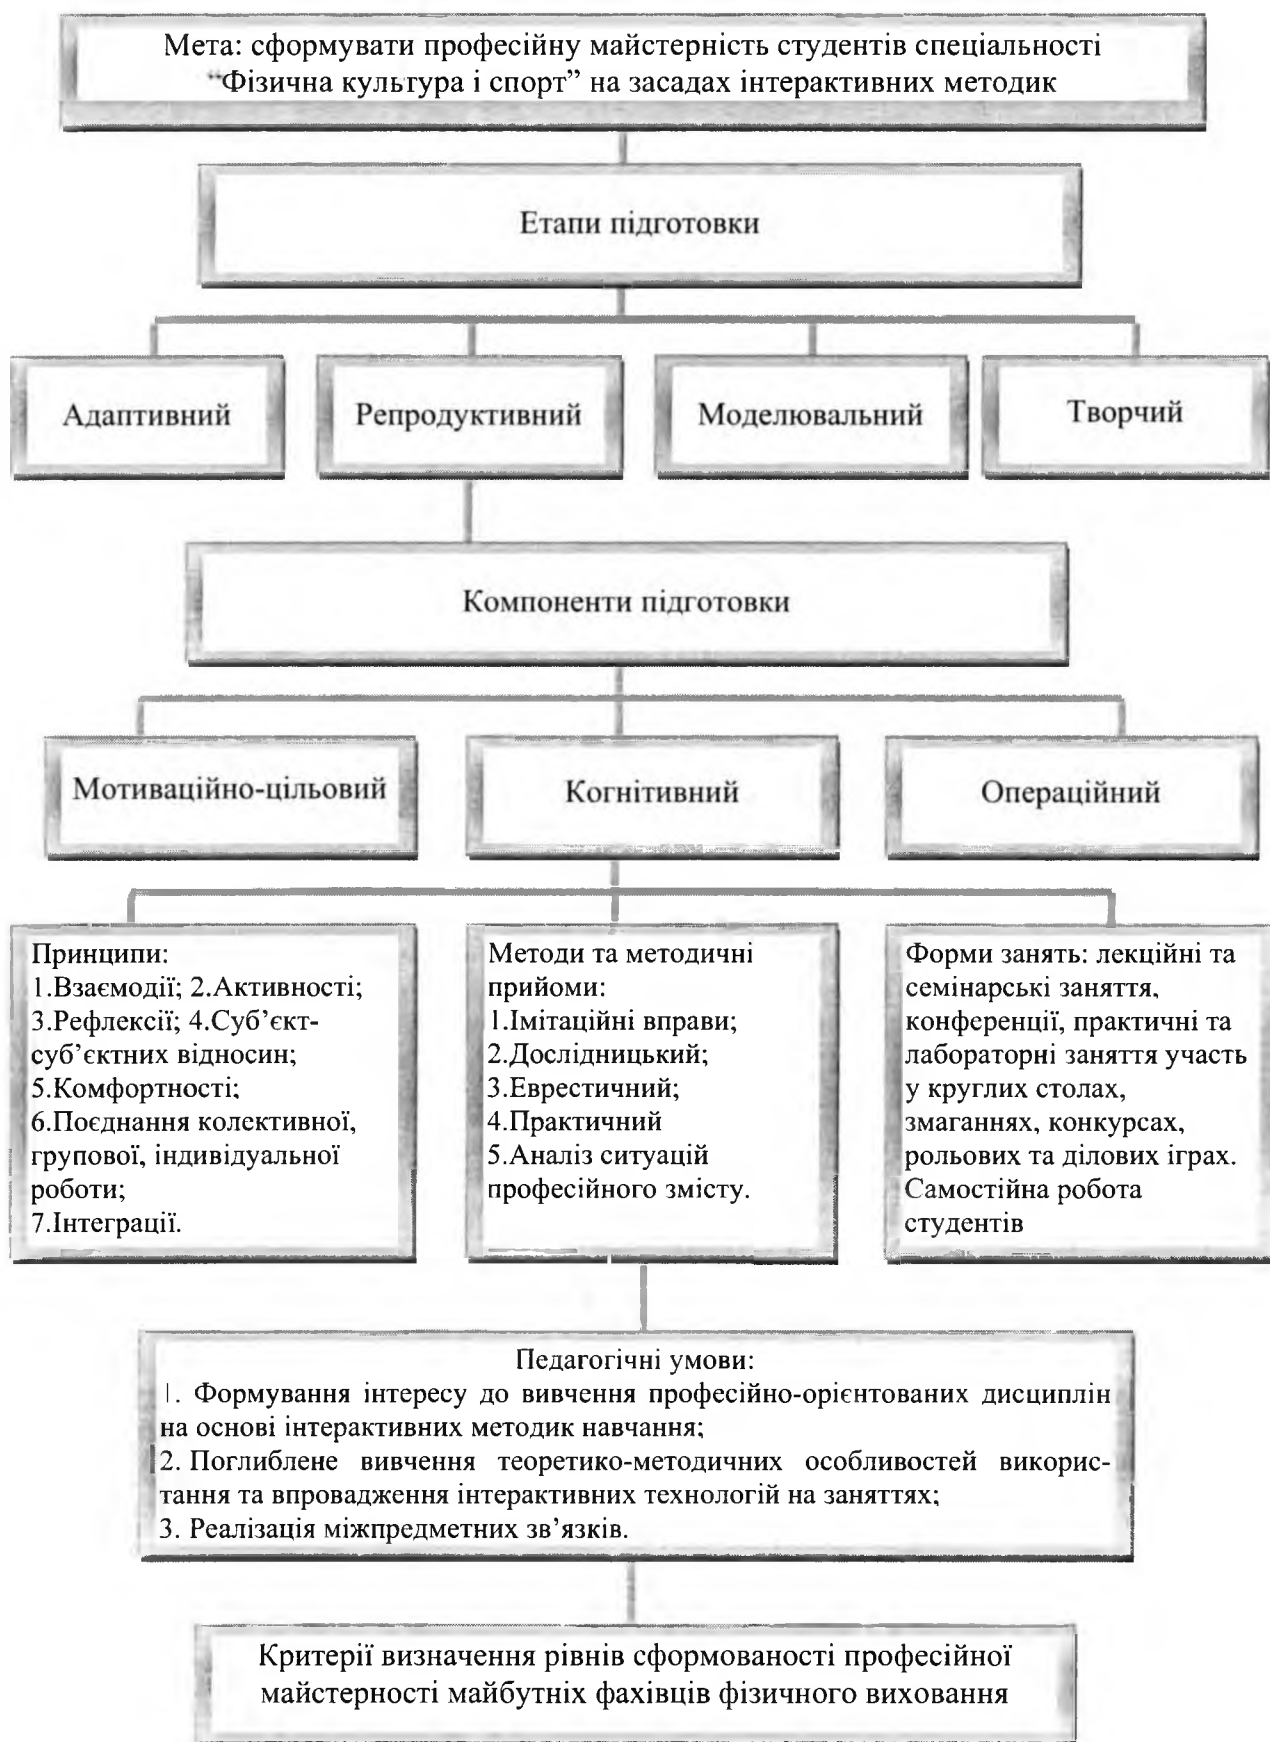 Мета: сформувати професійну майстерність студентів спеціальності
“Фізична культура і спорт” на засадах інтерактивних методик
Етапи підготовки
Адаптивний
Репродуктивний
Моделювальний
Творчий
Компоненти підготовки
Мотиваційно-цільовий
Когнітивний
Операційний
Принципи:
1.Взаємодії; 2.Активності;
3.Рефлексії; 4.Суб’єкт-
суб’єктних відносин;
5.Комфортності;
6.Поєднання колективної,
групової, індивідуальної
роботи;
7.Інтеграції.
Методи та методичні
прийоми:
1.Імітаційні вправи;
2.Дослідницький;
3.Еврестичний;
4.Практичний
5.Аналіз ситуацій
професійного змісту.
Форми занять: лекційні та
семінарські заняття,
конференції, практичні та
лабораторні заняття участь
у круглих столах,
змаганнях, конкурсах,
рольових та ділових іграх.
Самостійна робота
студентів
Педагогічні умови:
1. Формування інтересу до вивчення професійно-орієнтованих дисциплін
на основі інтерактивних методик навчання;
2. Поглиблене вивчення теоретико-методичних особливостей викорис-
тання та впровадження інтерактивних технологій на заняттях;
3. Реалізація міжпредметних зв’язків.
Критерії визначення рівнів сформованості професійної
майстерності майбутніх фахівців фізичного виховання